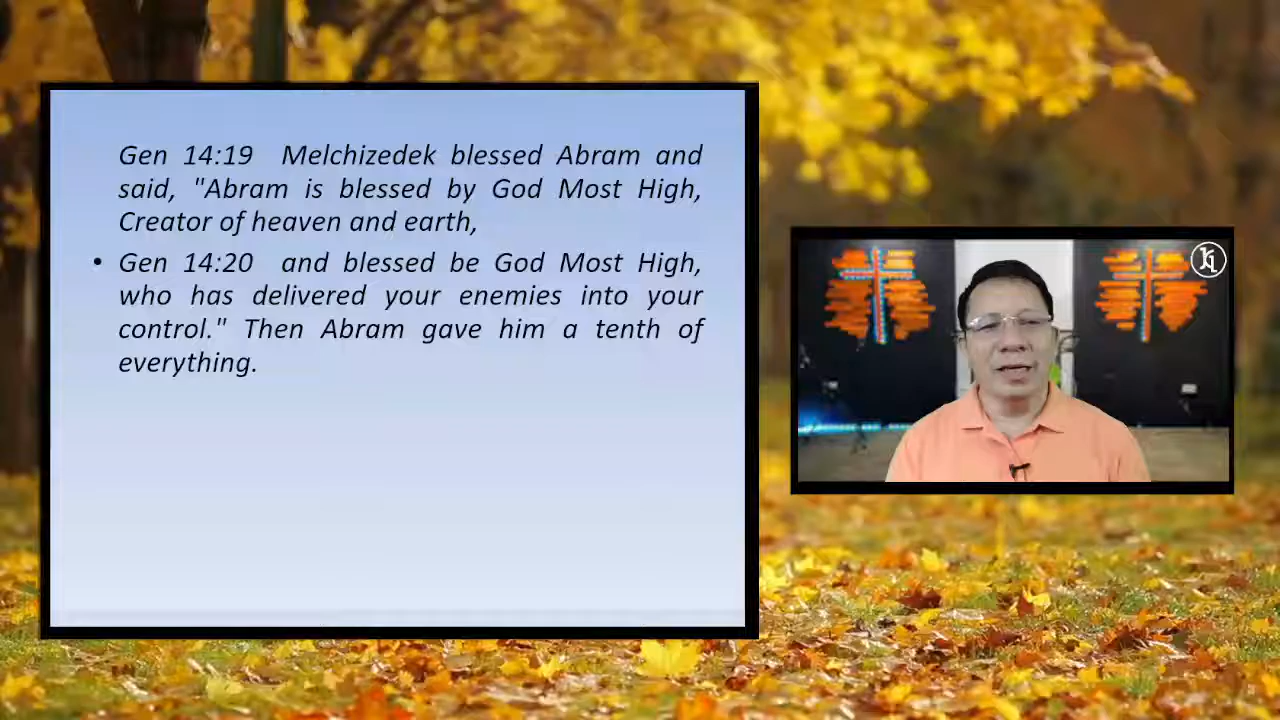 Gen 14:19 Melchizedek blessed Abram and
said, "Abram is blessed by God Most High,
Creator of heaven and earth,
• Gen 14:20 and blessed be God Most High,
who has delivered your enemies into your
control." Then Abram gave him a tenth of
everything.